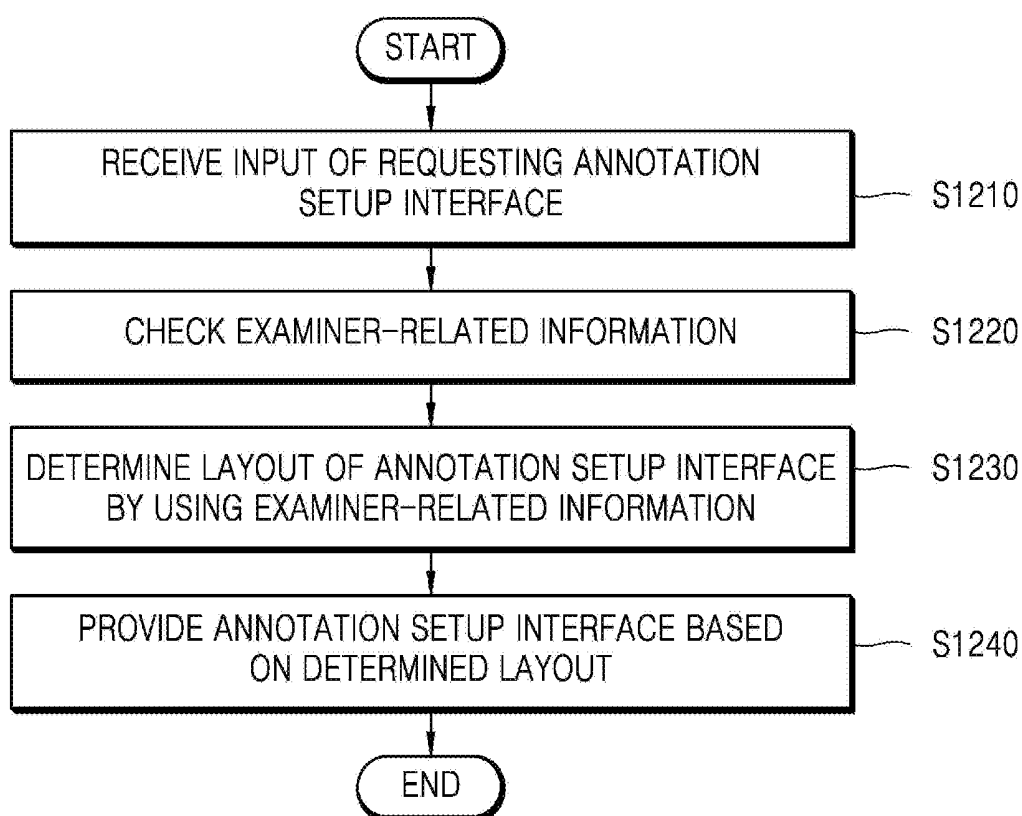 START
RECEIVE INPUT OF REQUESTING ANNOTATION
SETUP INTERFACE
S1210
CHECK EXAMINER-RELATED INFORMATION
S1220
DETERMINE LAYOUT OF ANNOTATION SETUP INTERFACE
BY USING EXAMINER-RELATED INFORMATION
S1230
PROVIDE ANNOTATION SETUP INTERFACE BASED
ON DETERMINED LAYOUT
S1240
END